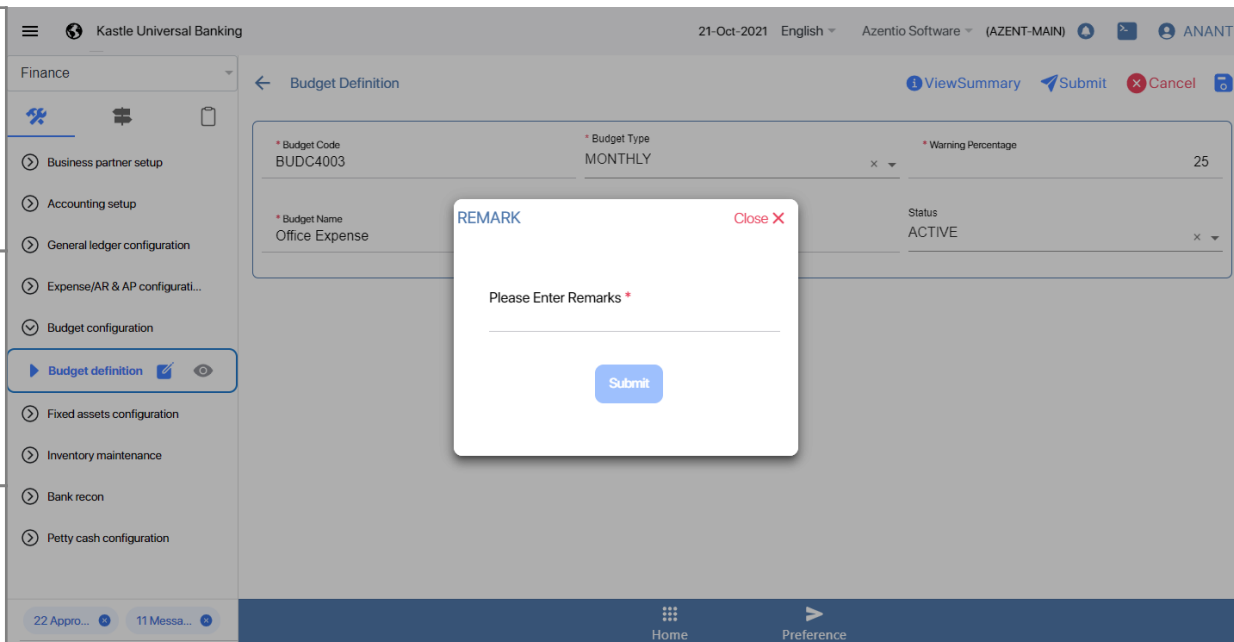 Kastle Universal Banking
21-Oct-2021 English Azentio Software (AZENT-MAIN) ANANT
Finance
Budget Definition
ViewSummary Submit Cancel
Business partner setup
Accounting setup
General ledger configuration
Expense/AR & AP configurati...
Budget configuration
Budget definition
Fixed assets configuration
Inventory maintenance
Bank recon
Petty cash configuration
22 Appro...
11 Messa...
* Budget Code
BUDC4003
* Budget Type
MONTHLY
* Warning Percentage
25
* Budget Name
Office Expense
Status
ACTIVE
REMARK
Close
Please Enter Remarks *
Submit
Home
Preference